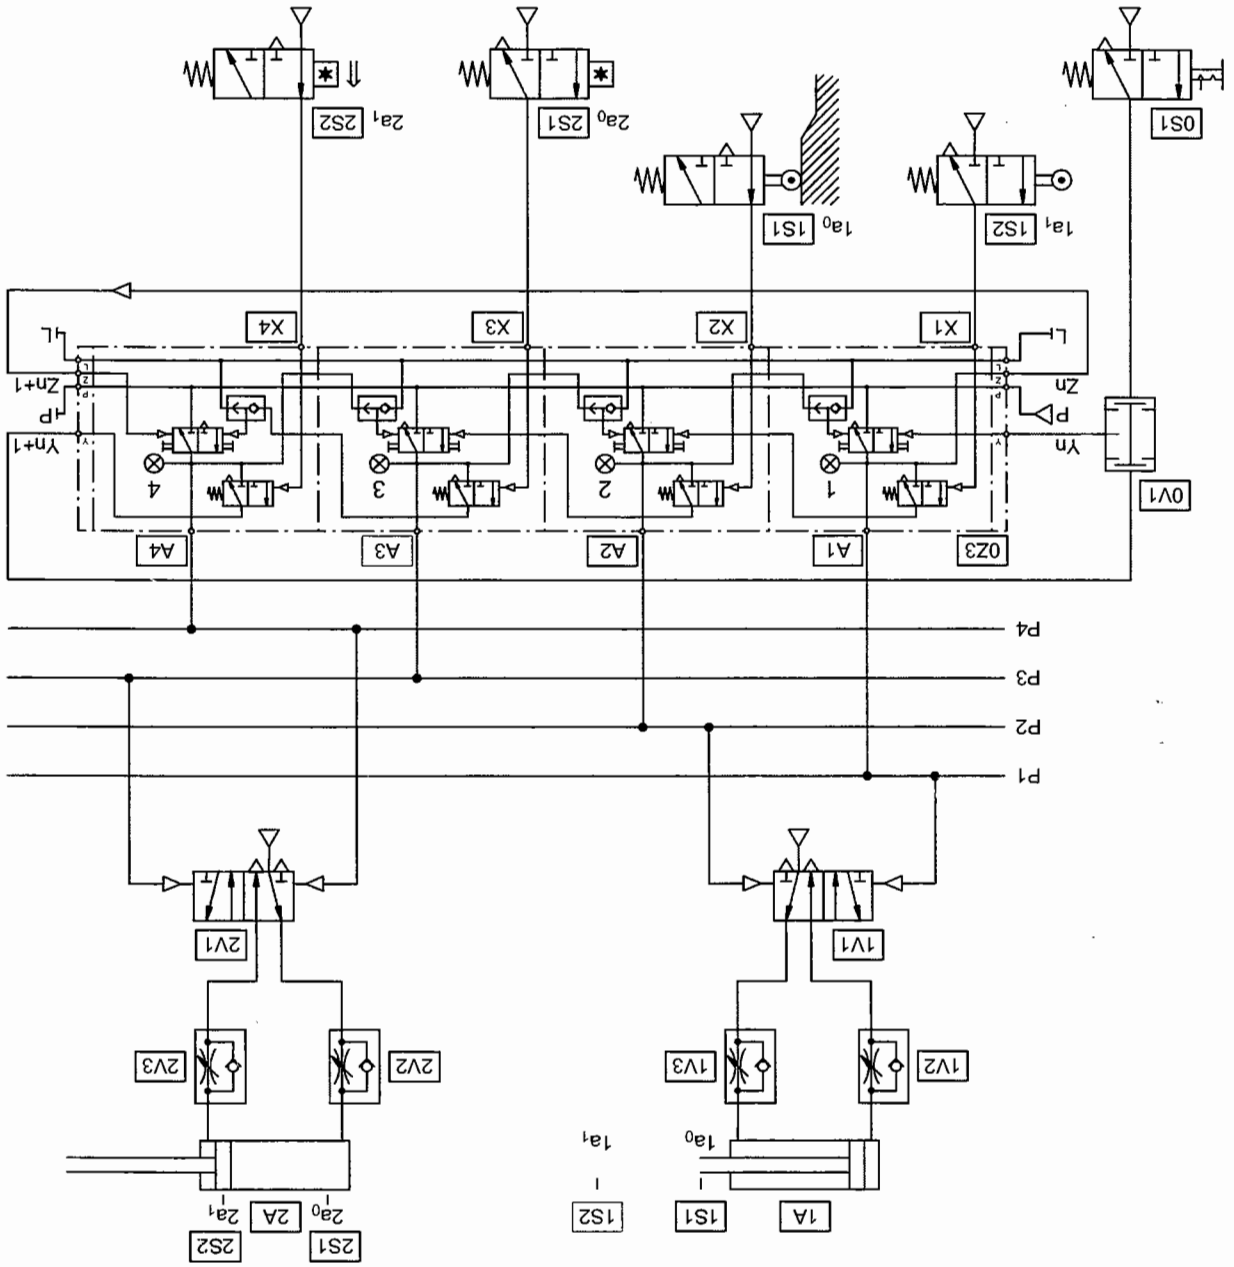 2S1 2S2
1A 1S1 1S2 2a₀ 2A 2a₁
1a₀ 1a₁
1V2 1V3 2V2 2V3
1V1 2V1
P1
P2
P3
P4
0Z3 A1 A2 A3 A4
0V1 1 2 3 4
Yn Y Y Yn+1
P P P P
Zn Z Z Zn+1
L L L L
X1 X2 X3 X4
1a₁ 1S2 1a₀ 1S1
0S1 2a₀ 2S1 2a₁ 2S2